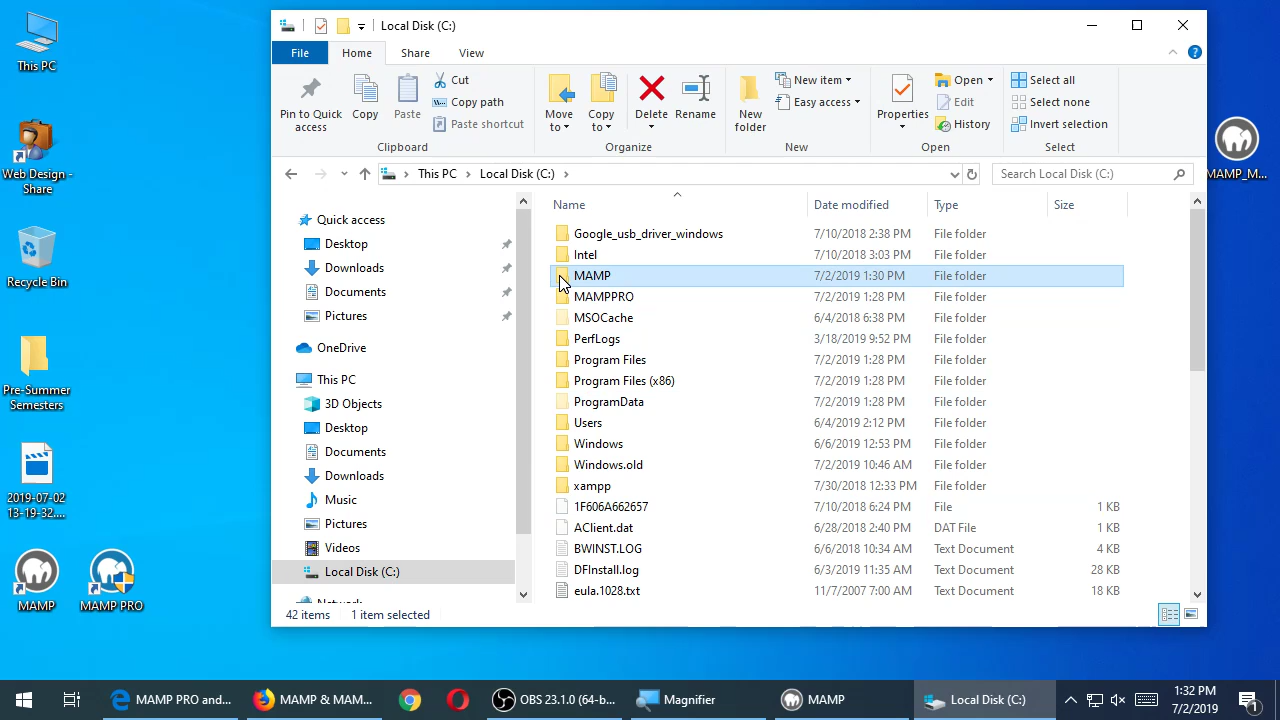 This PC
Web Design -
Share
Recycle Bin
Pre-Summer
Semesters
2019-07-02
13-19-32....
MAMP
MAMP PRO
Local Disk (C:)
File
Home
Share
View
Pin to Quick
access
Copy
Paste
Cut
Copy path
Paste shortcut
Clipboard
Move
to
Copy
to
Delete
Rename
Organize
New
folder
New item
Easy access
New
Properties
Open
Edit
History
Open
Select all
Select none
Invert selection
Select
This PC
Local Disk (C:)
Search Local Disk (C:)
Quick access
Desktop
Downloads
Documents
Pictures
OneDrive
This PC
3D Objects
Desktop
Documents
Downloads
Music
Pictures
Videos
Local Disk (C:)
Name Date modified Type Size
Google_usb_driver_windows 7/10/2018 2:38 PM File folder
Intel 7/10/2018 3:03 PM File folder
MAMP 7/2/2019 1:30 PM File folder
MAMPPRO 7/2/2019 1:28 PM File folder
MSOCache 6/4/2018 6:38 PM File folder
PerfLogs 3/18/2019 9:52 PM File folder
Program Files 7/2/2019 1:28 PM File folder
Program Files (x86) 7/2/2019 1:28 PM File folder
ProgramData 7/2/2019 1:28 PM File folder
Users 6/4/2019 2:12 PM File folder
Windows 6/6/2019 12:53 PM File folder
Windows.old 7/2/2019 10:46 AM File folder
xampp 7/30/2018 12:33 PM File folder
1F606A662657 7/10/2018 6:24 PM File 1 KB
AClient.dat 6/28/2018 2:40 PM DAT File 1 KB
BWINST.LOG 6/6/2018 10:34 AM Text Document 4 KB
DFInstall.log 6/3/2019 11:35 AM Text Document 28 KB
eula.1028.txt 11/7/2007 7:00 AM Text Document 18 KB
42 items 1 item selected
MAMP_M...
MAMP PRO and...
MAMP & MAM...
OBS 23.1.0 (64-b...
Magnifier
MAMP
Local Disk (C:)
1:32 PM
7/2/2019
1